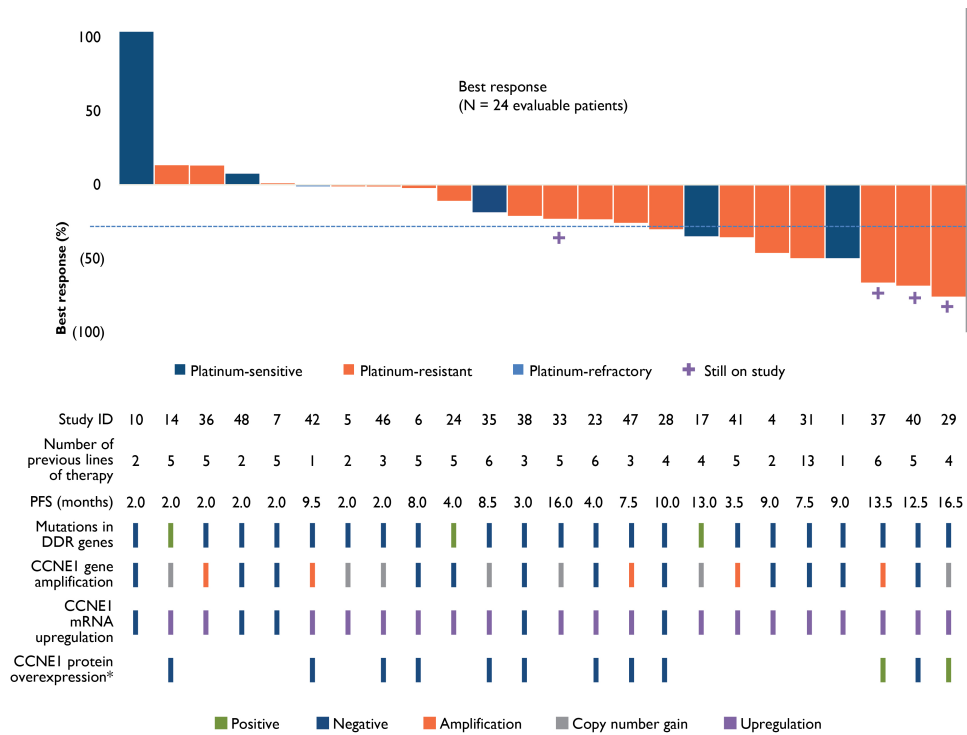 100
Best response
(N = 24 evaluable patients)
50
0
(50)
(100)
Best response (%)
Platinum-sensitive Platinum-resistant Platinum-refractory + Still on study
Study ID 10 14 36 48 7 42 5 46 6 24 35 38 33 23 47 28 17 41 4 31 1 37 40 29
Number of
previous lines
of therapy
2 5 5 2 5 1 2 3 5 5 6 3 5 6 3 4 4 5 2 13 1 6 5 4
PFS (months) 2.0 2.0 2.0 2.0 2.0 9.5 2.0 2.0 8.0 4.0 8.5 3.0 16.0 4.0 7.5 10.0 13.0 3.5 9.0 7.5 9.0 13.5 12.5 16.5
Mutations in
DDR genes
CCNE1 gene
amplification
CCNE1
mRNA
upregulation
CCNE1 protein
overexpression*
Positive Negative Amplification Copy number gain Upregulation